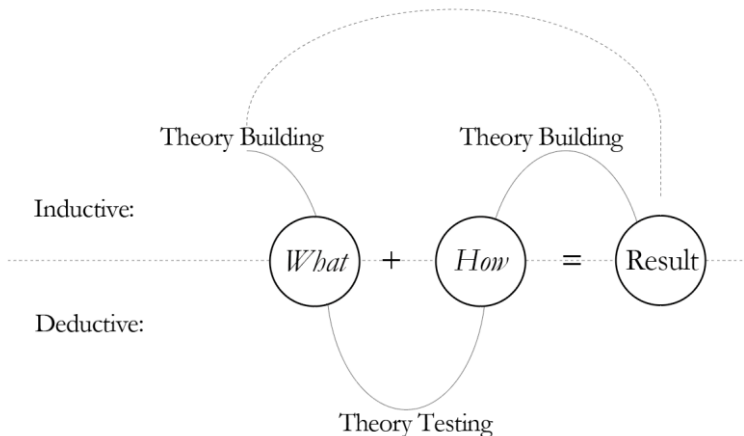 Theory Building Theory Building
Inductive:
What + How = Result
Deductive:
Theory Testing